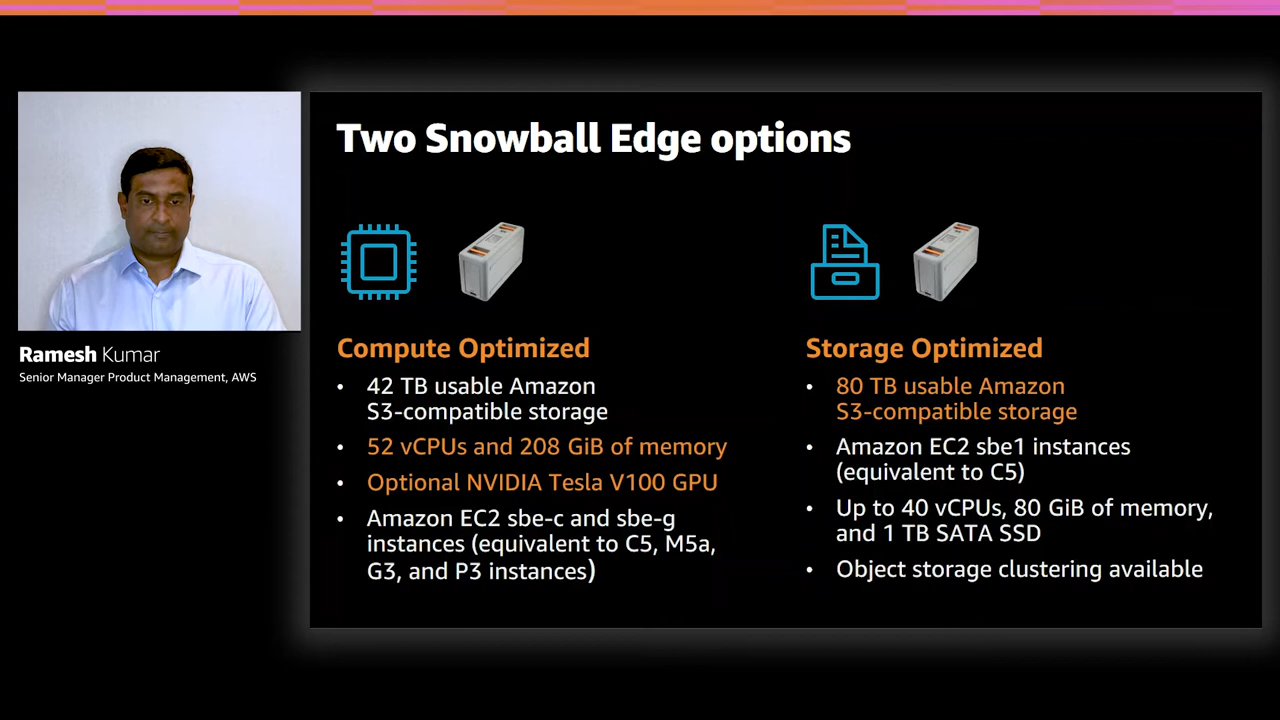 Two Snowball Edge options
Ramesh Kumar
Senior Manager Product Management, AWS
Compute Optimized
• 42 TB usable Amazon
S3-compatible storage
• 52 vCPUs and 208 GiB of memory
• Optional NVIDIA Tesla V100 GPU
• Amazon EC2 sbe-c and sbe-g
instances (equivalent to C5, M5a,
G3, and P3 instances)
Storage Optimized
• 80 TB usable Amazon
S3-compatible storage
• Amazon EC2 sbe1 instances
(equivalent to C5)
• Up to 40 vCPUs, 80 GiB of memory,
and 1 TB SATA SSD
• Object storage clustering available